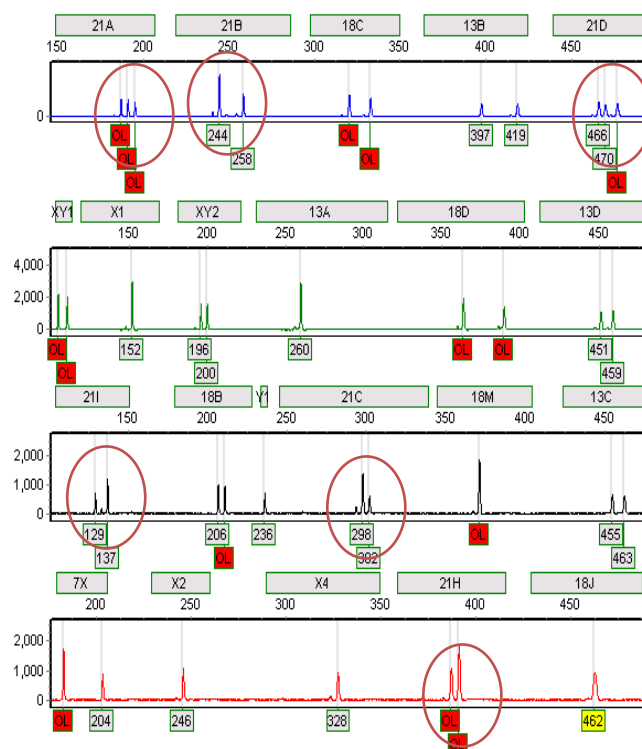 21A 21B 18C 13B 21D
150 200 250 300 350 400 450
0
OL 244 OL 397 419 466
OL 258 OL 470
OL OL
XY1 X1 XY2 13A 18D 13D
150 200 250 300 350 400 450
4,000
2,000
0
OL 152 196 260 OL OL 451
OL 200 459
21I 18B Y1 21C 18M 13C
150 200 250 300 350 400 450
2,000
1,000
0
129 206 236 298 OL 455
137 OL 302 463
7X X2 X4 21H 18J
200 250 300 350 400 450
2,000
1,000
0
OL 204 246 328 OL 462
OL